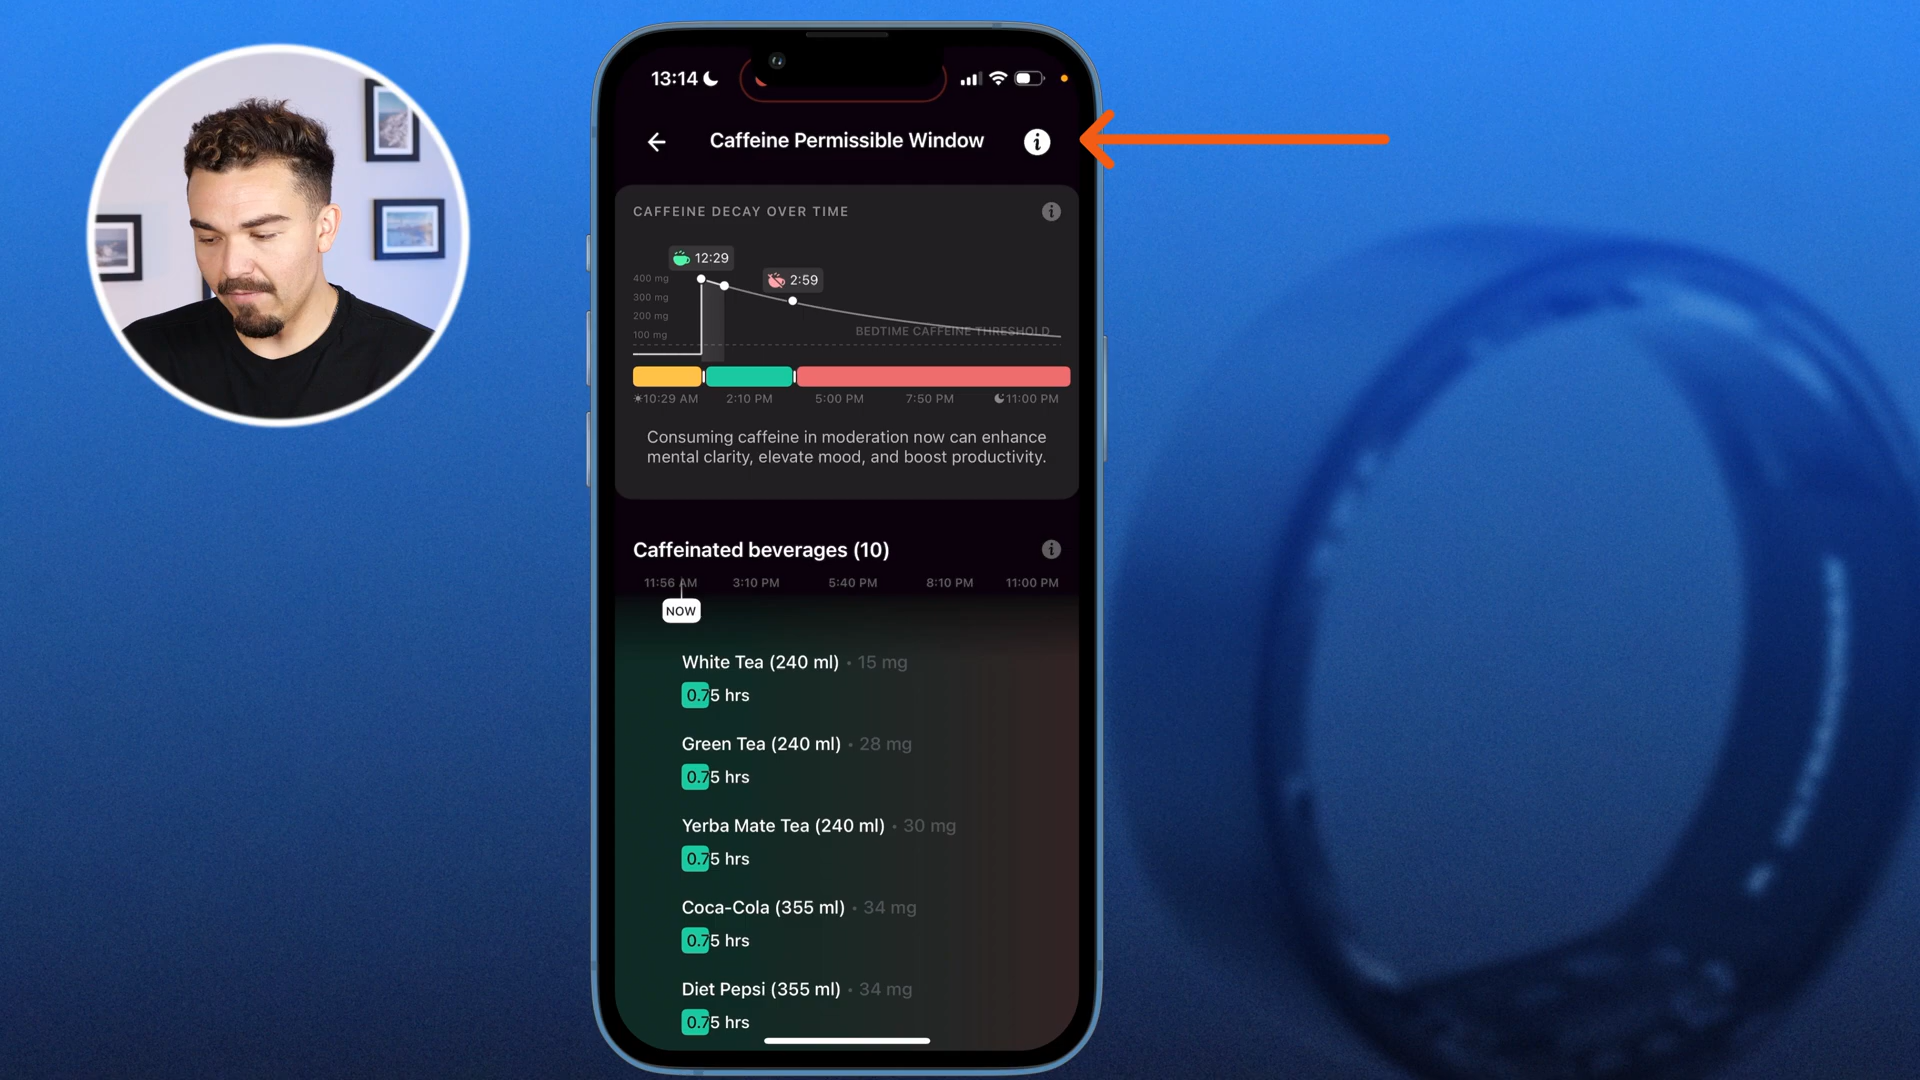 13:14
Caffeine Permissible Window
CAFFEINE DECAY OVER TIME
12:29
2:59
400 mg
300 mg
200 mg
100 mg
BEDTIME CAFFEINE THRESHOLD
10:29 AM 2:10 PM 5:00 PM 7:50 PM 11:00 PM
Consuming caffeine in moderation now can enhance
mental clarity, elevate mood, and boost productivity.
Caffeinated beverages (10)
11:56 AM 3:10 PM 5:40 PM 8:10 PM 11:00 PM
NOW
White Tea (240 ml) • 15 mg
0.75 hrs
Green Tea (240 ml) • 28 mg
0.75 hrs
Yerba Mate Tea (240 ml) • 30 mg
0.75 hrs
Coca-Cola (355 ml) • 34 mg
0.75 hrs
Diet Pepsi (355 ml) • 34 mg
0.75 hrs